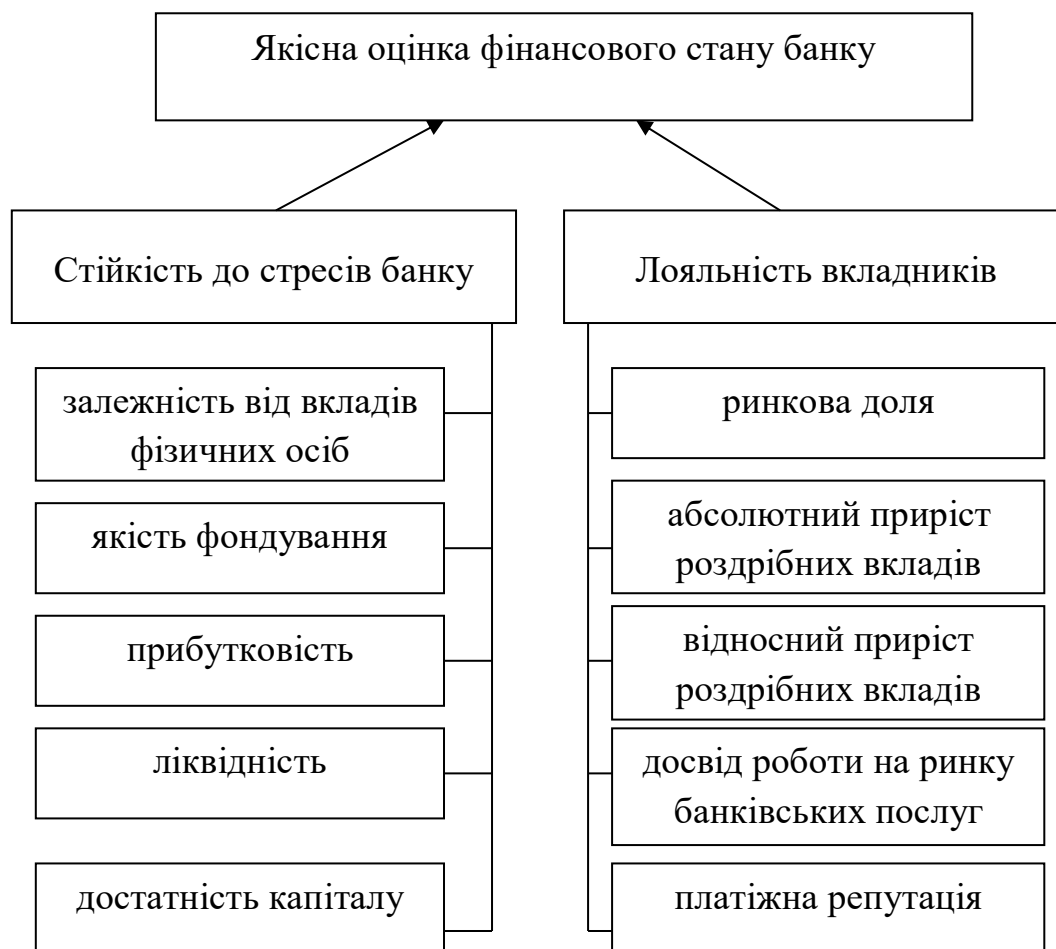 Якісна оцінка фінансового стану банку
Стійкість до стресів банку
Лояльність вкладників
залежність від вкладів
фізичних осіб
якість фондування
прибутковість
ліквідність
достатність капіталу
ринкова доля
абсолютний приріст
роздрібних вкладів
відносний приріст
роздрібних вкладів
досвід роботи на ринку
банківських послуг
платіжна репутація